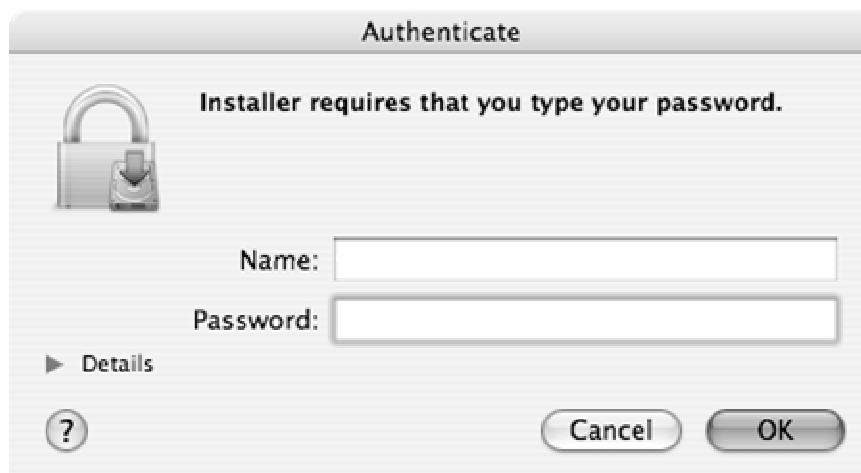 Authenticate
Installer requires that you type your password.
Name:
Password:
Details
?
Cancel
OK